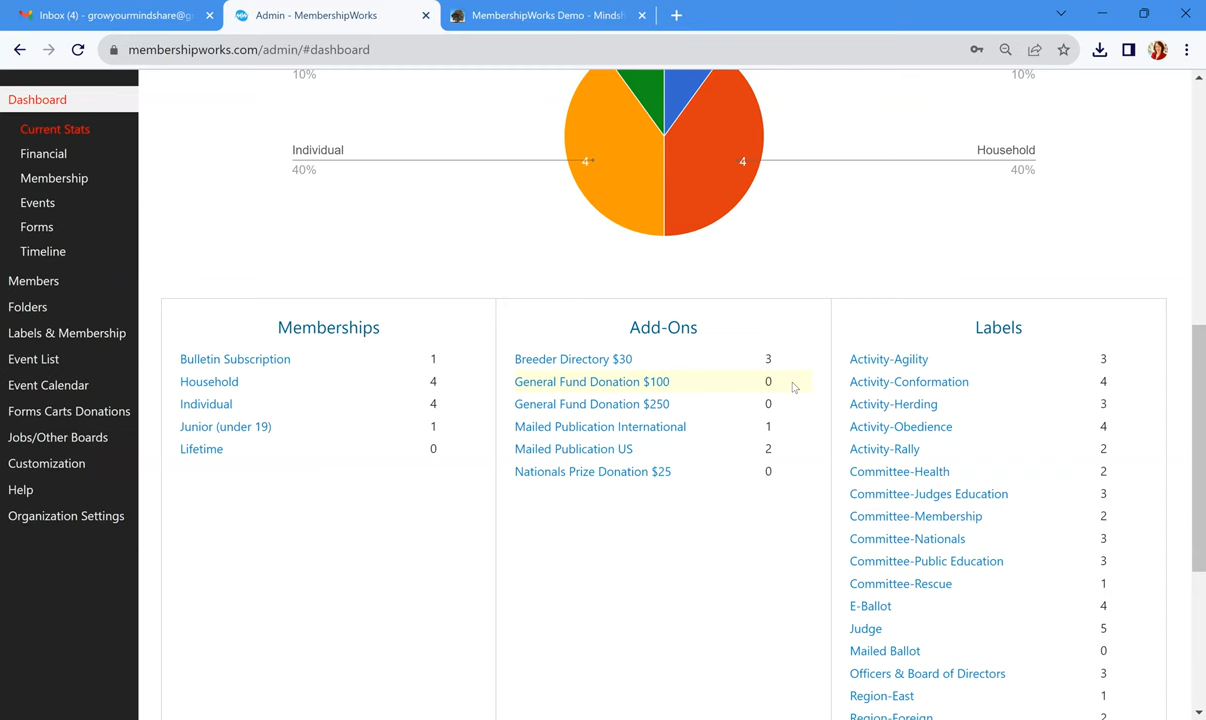 Inbox (4) - growyourmindshare@g
Admin - MembershipWorks
MembershipWorks Demo - Minds
membershipworks.com/admin/#dashboard
Dashboard
Current Stats
Financial
Membership
Events
Forms
Timeline
Members
Folders
Labels & Membership
Event List
Event Calendar
Forms Carts Donations
Jobs/Other Boards
Customization
Help
Organization Settings
10%
10%
Individual
40%
4
4
Household
40%
Memberships
Bulletin Subscription 1
Household 4
Individual 4
Junior (under 19) 1
Lifetime 0
Add-Ons
Breeder Directory $30 3
General Fund Donation $100 0
General Fund Donation $250 0
Mailed Publication International 1
Mailed Publication US 2
Nationals Prize Donation $25 0
Labels
Activity-Agility 3
Activity-Conformation 4
Activity-Herding 3
Activity-Obedience 4
Activity-Rally 2
Committee-Health 2
Committee-Judges Education 3
Committee-Membership 2
Committee-Nationals 3
Committee-Public Education 3
Committee-Rescue 1
E-Ballot 4
Judge 5
Mailed Ballot 0
Officers & Board of Directors 3
Region-East 1
Region-Foreign 2